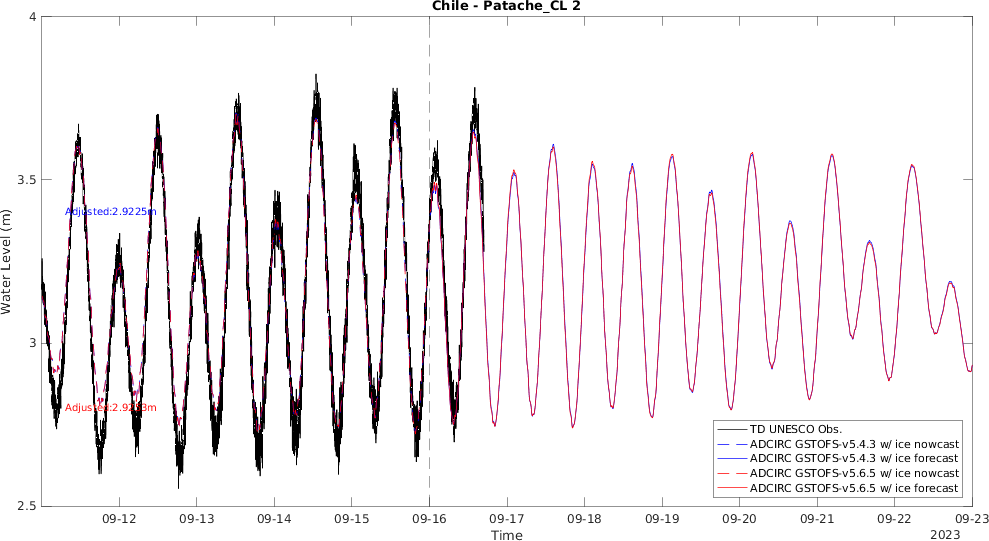 Chile - Patache_CL 2
4
3.5
3
2.5
Water Level (m)
Adjusted:2.9225m
09-12
09-13
09-14
09-15
09-16
09-17
09-18
09-19
09-20
09-21
09-22
09-23
Time
2023
TD UNESCO Obs.
ADCIRC GSTOFS-v5.4.3 w/ ice nowcast
ADCIRC GSTOFS-v5.4.3 w/ ice forecast
ADCIRC GSTOFS-v5.6.5 w/ ice nowcast
ADCIRC GSTOFS-v5.6.5 w/ ice forecast